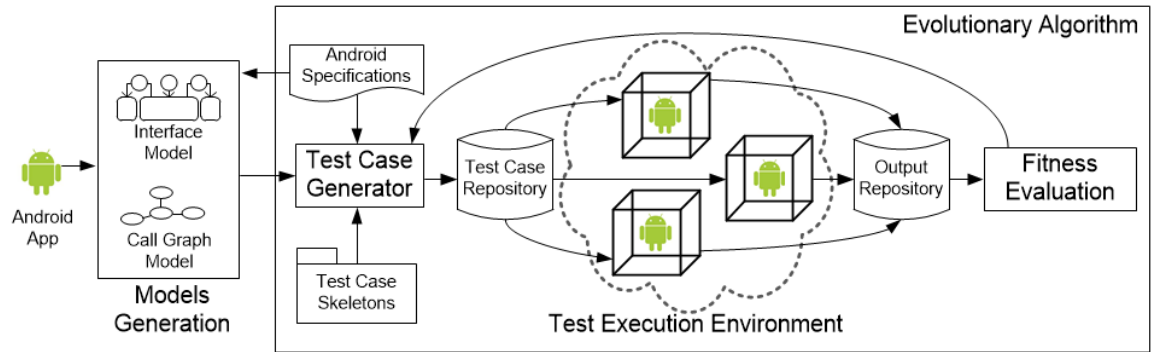 Evolutionary Algorithm
Android
Specifications
Interface
Model
Android
App
Call Graph
Model
Models
Generation
Test Case
Generator
Test Case
Skeletons
Test Case
Repository
Test Execution Environment
Output
Repository
Fitness
Evaluation